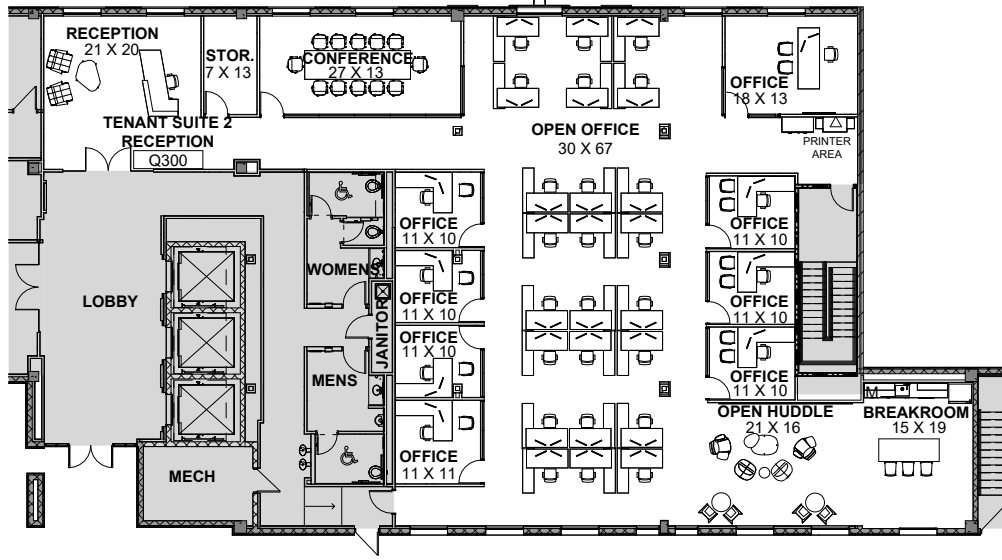 RECEPTION
21 X 20
STOR.
7 X 13
CONFERENCE
27 X 13
OFFICE
18 X 13
TENANT SUITE 2
RECEPTION
Q300
OPEN OFFICE
30 X 67
PRINTER
AREA
OFFICE
11 X 10
OFFICE
11 X 10
WOMENS
OFFICE
11 X 10
OFFICE
11 X 10
LOBBY
JANITOR
OFFICE
11 X 10
MENS
OFFICE
11 X 10
OPEN HUDDLE
21 X 16
M
BREAKROOM
15 X 19
OFFICE
11 X 11
MECH